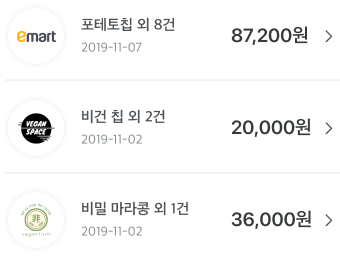 emart
포테토칩 외 8건
2019-11-07
87,200원
VEGAN
SPACE
비건 칩 외 2건
2019-11-02
20,000원
非
vegarfarm
비밀 마라콩 외 1건
2019-11-02
36,000원